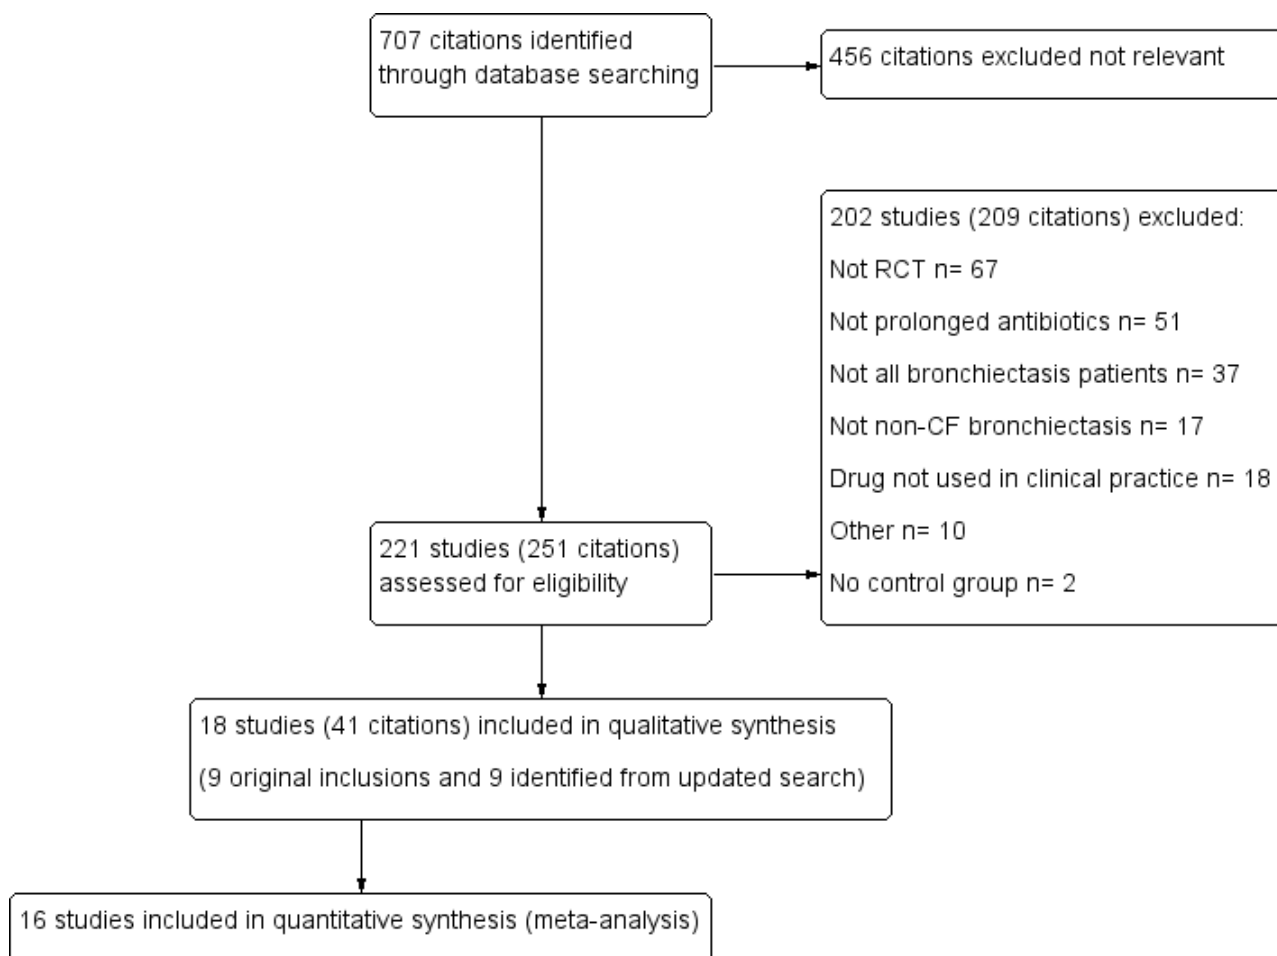 707 citations identified
through database searching
456 citations excluded not relevant
202 studies (209 citations) excluded:
Not RCT n= 67
Not prolonged antibiotics n= 51
Not all bronchiectasis patients n= 37
Not non-CF bronchiectasis n= 17
Drug not used in clinical practice n= 18
Other n= 10
No control group n= 2
221 studies (251 citations)
assessed for eligibility
18 studies (41 citations) included in qualitative synthesis
(9 original inclusions and 9 identified from updated search)
16 studies included in quantitative synthesis (meta-analysis)